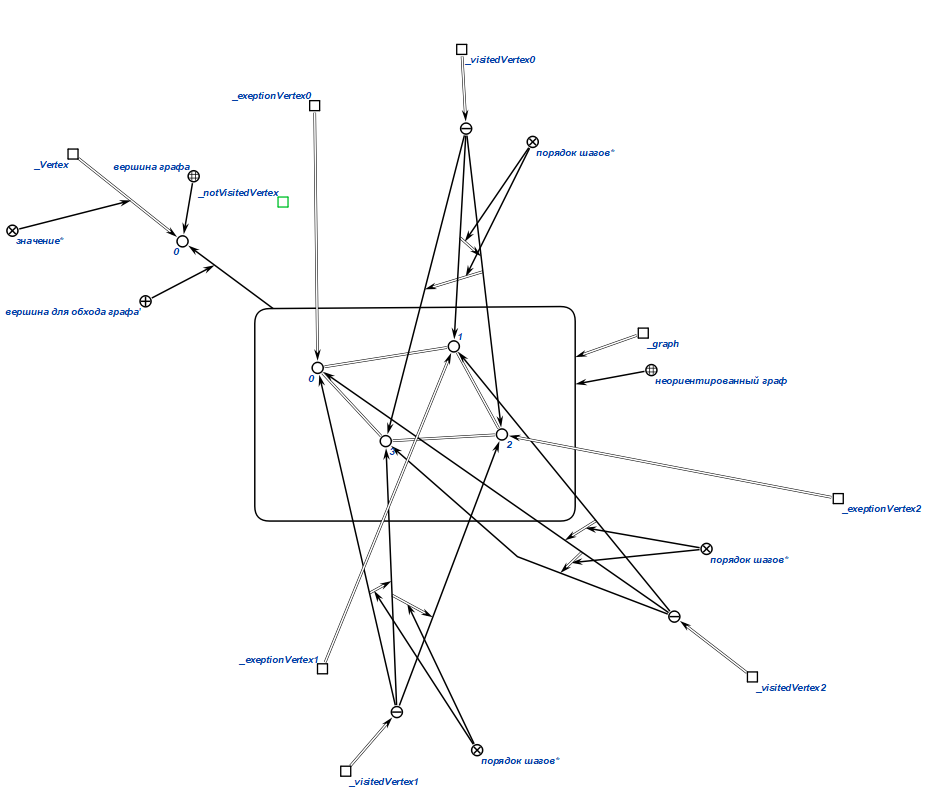 _visitedVertex0
_exeptionVertex0
порядок шагов*
_Vertex
вершина графа
_notVisitedVertex
значение*
0
вершина для обхода графа'
1
_graph
0
неориентированный граф
3
2
_exeptionVertex2
порядок шагов*
_exeptionVertex1
_visitedVertex2
порядок шагов*
_visitedVertex1